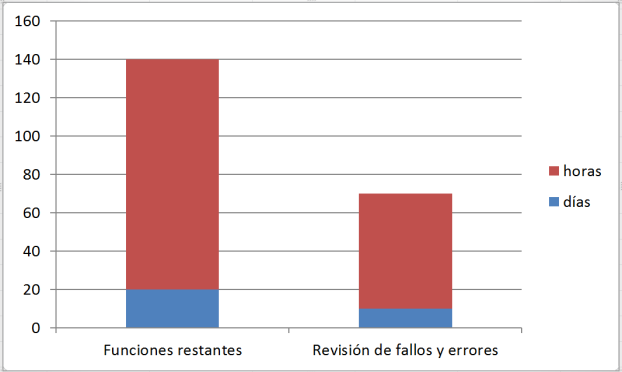 160
140
120
100
80
60
40
20
0
Funciones restantes
Revisión de fallos y errores
horas
días